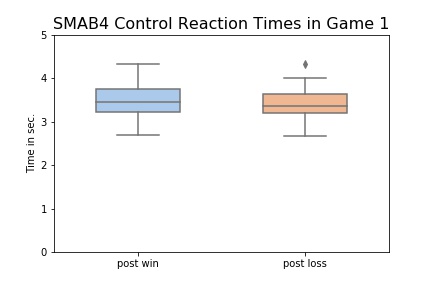 SMAB4 Control Reaction Times in Game 1
Time in sec.
5
4
3
2
1
0
post win
post loss